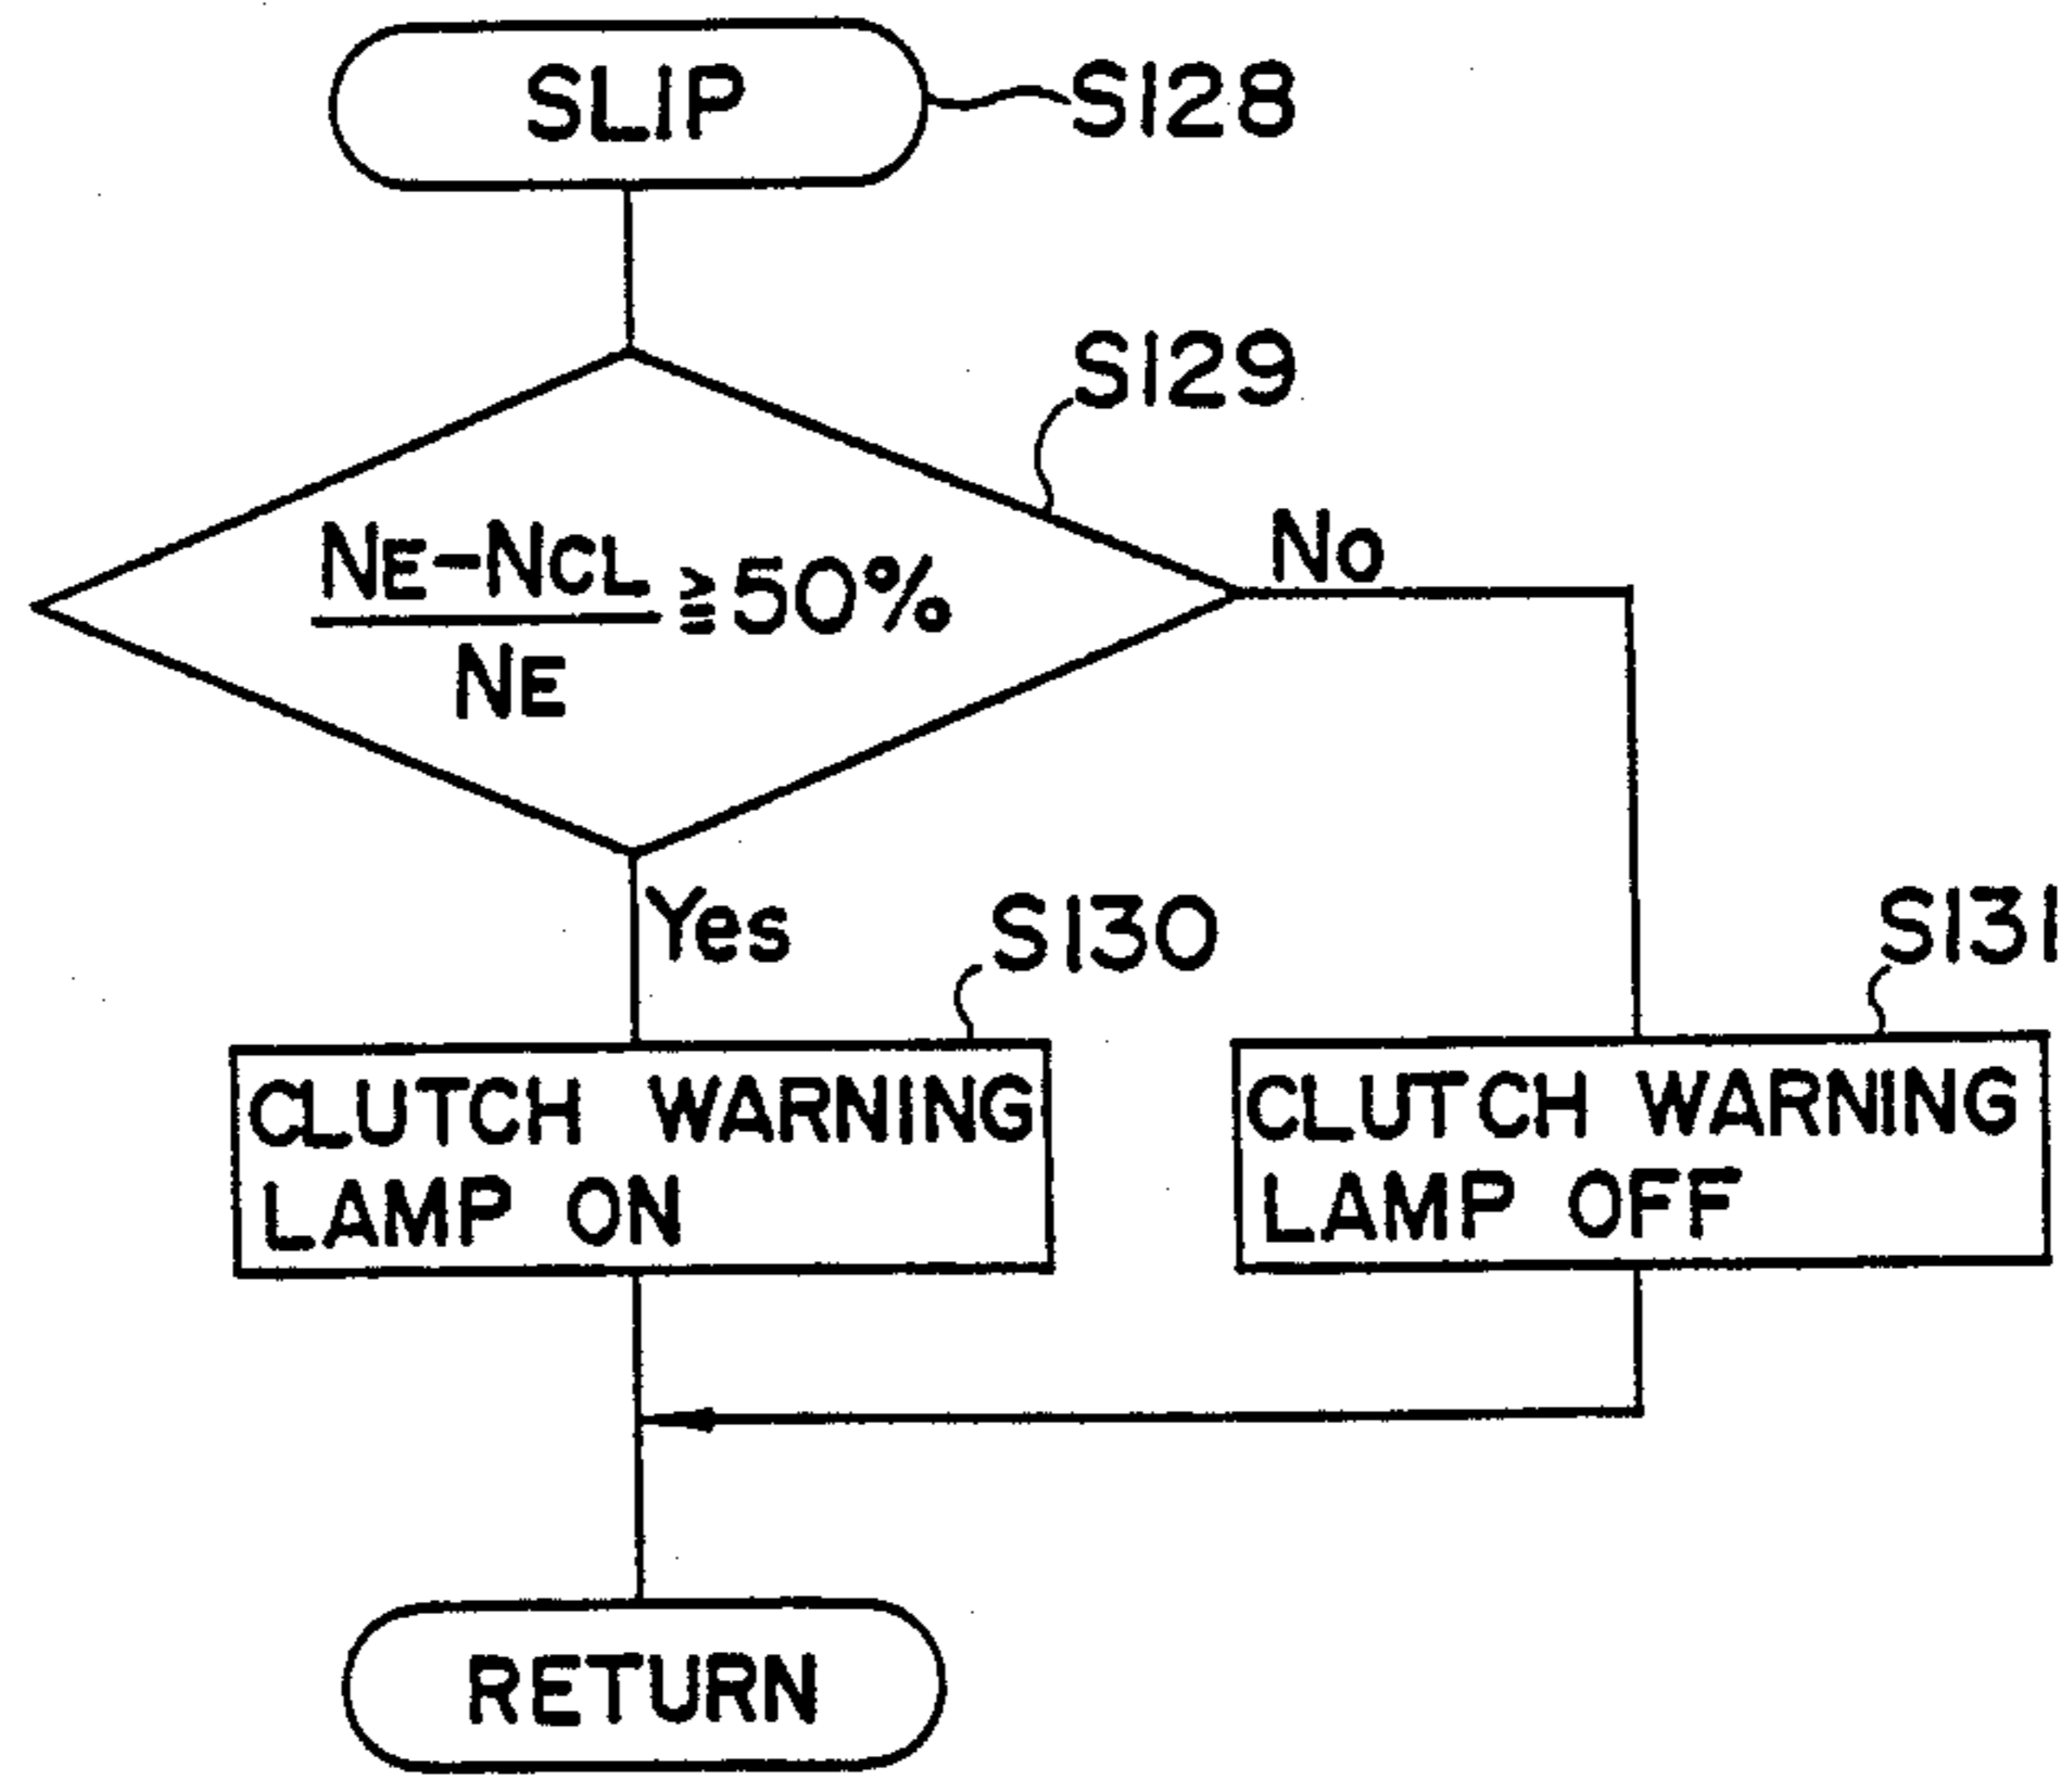 SLIP
S128
S129
NE-NCL
≧50%
NE
No
Yes
S130
S131
CLUTCH WARNING
LAMP ON
CLUTCH WARNING
LAMP OFF
RETURN